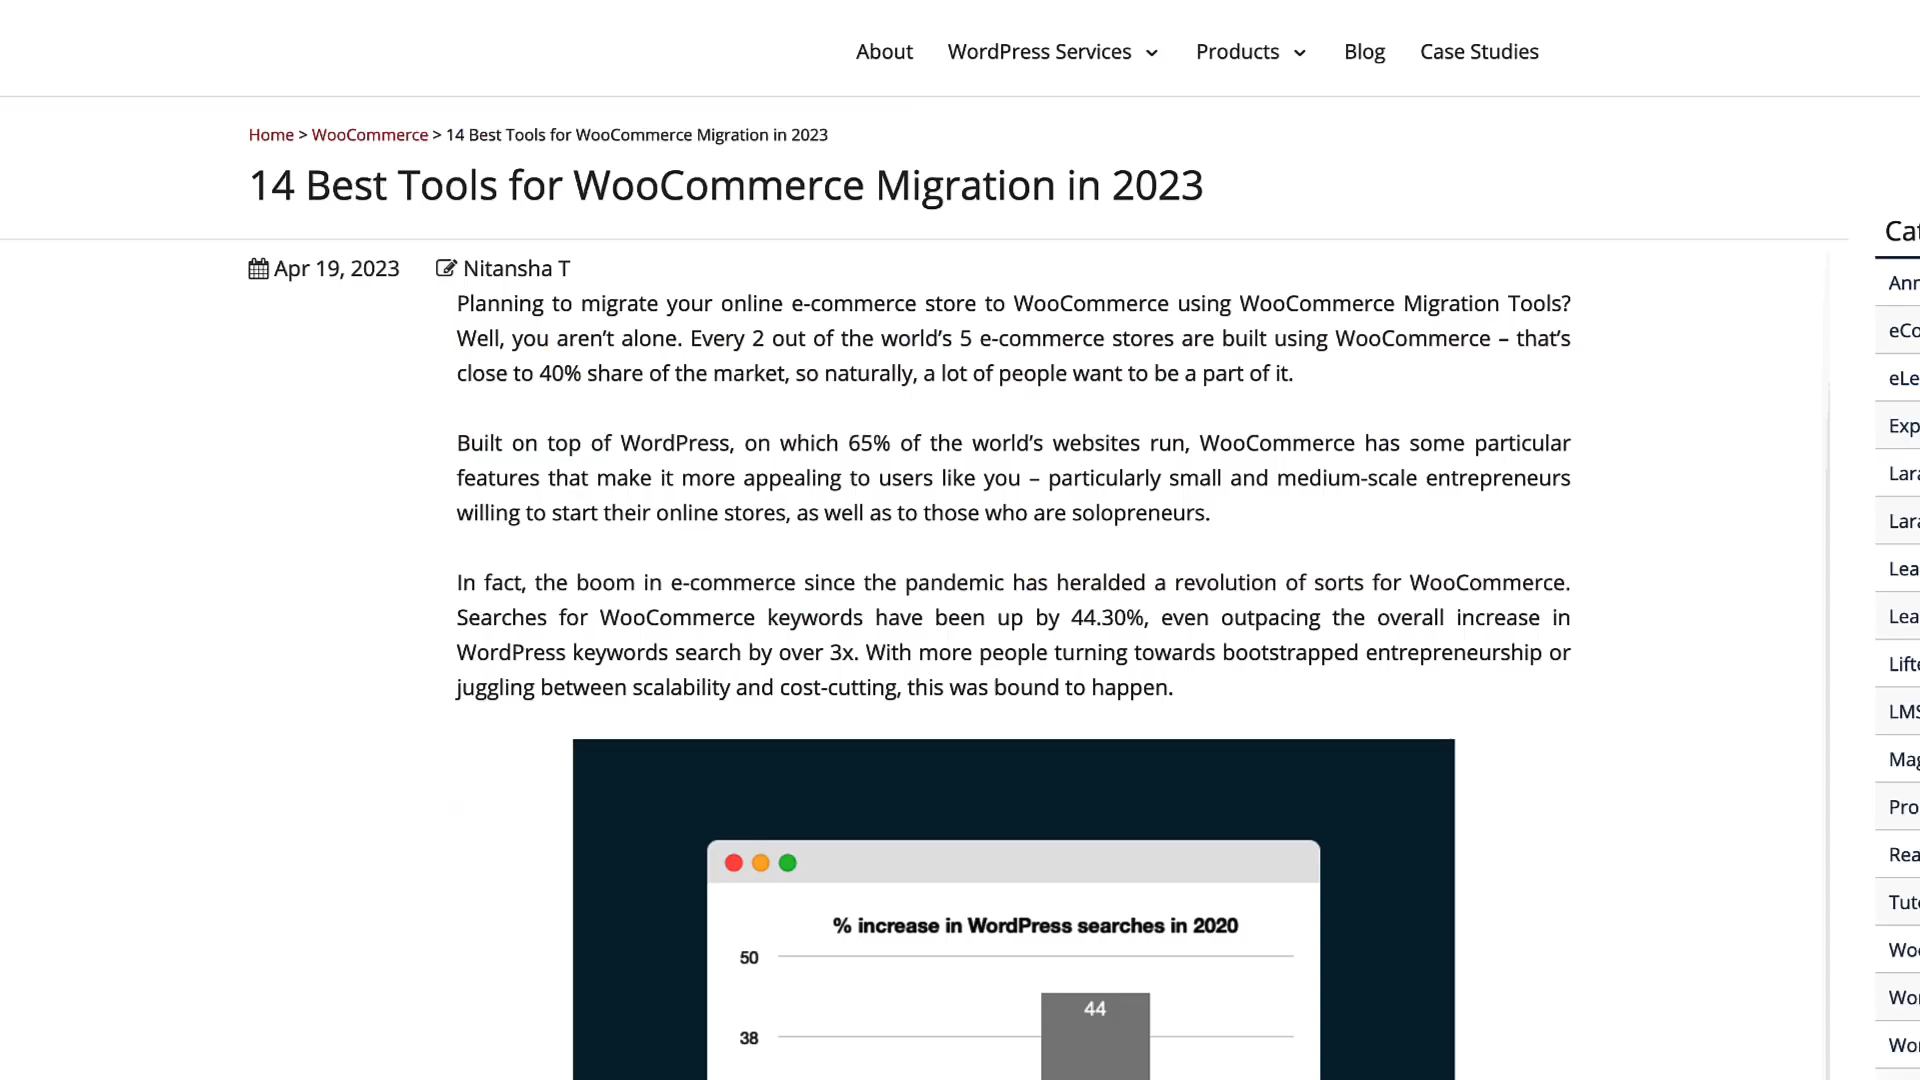 About WordPress Services Products Blog Case Studies
Home > WooCommerce > 14 Best Tools for WooCommerce Migration in 2023
14 Best Tools for WooCommerce Migration in 2023
Apr 19, 2023 Nitansha T
Planning to migrate your online e-commerce store to WooCommerce using WooCommerce Migration Tools?
Well, you aren’t alone. Every 2 out of the world’s 5 e-commerce stores are built using WooCommerce – that’s
close to 40% share of the market, so naturally, a lot of people want to be a part of it.
Built on top of WordPress, on which 65% of the world’s websites run, WooCommerce has some particular
features that make it more appealing to users like you – particularly small and medium-scale entrepreneurs
willing to start their online stores, as well as to those who are solopreneurs.
In fact, the boom in e-commerce since the pandemic has heralded a revolution of sorts for WooCommerce.
Searches for WooCommerce keywords have been up by 44.30%, even outpacing the overall increase in
WordPress keywords search by over 3x. With more people turning towards bootstrapped entrepreneurship or
juggling between scalability and cost-cutting, this was bound to happen.
% increase in WordPress searches in 2020
50
44
38